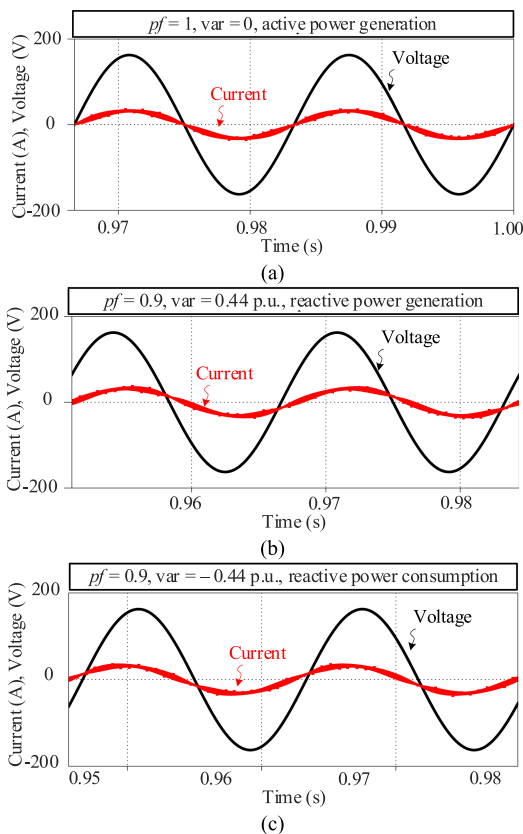 pf = 1, var = 0, active power generation
Current (A), Voltage (V)
200
0
-200
Voltage
Current
0.97 0.98 0.99 1.00
Time (s)
(a)
pf = 0.9, var = 0.44 p.u., reactive power generation
Current (A), Voltage (V)
200
0
-200
Voltage
Current
0.96 0.97 0.98
Time (s)
(b)
pf = 0.9, var = – 0.44 p.u., reactive power consumption
Current (A), Voltage (V)
200
0
-200
Voltage
Current
0.95 0.96 0.97 0.98
Time (s)
(c)